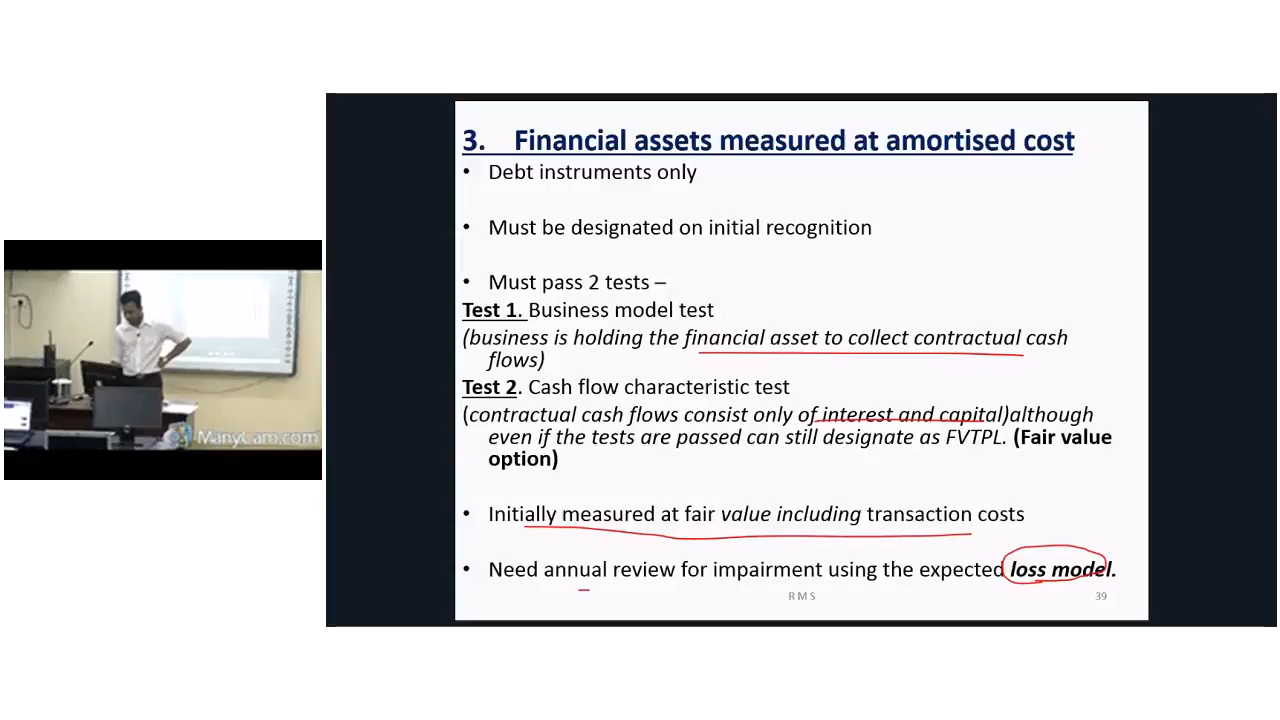 3. Financial assets measured at amortised cost
• Debt instruments only
• Must be designated on initial recognition
• Must pass 2 tests –
Test 1. Business model test
(business is holding the financial asset to collect contractual cash
flows)
Test 2. Cash flow characteristic test
(contractual cash flows consist only of interest and capital)although
even if the tests are passed can still designate as FVTPL. (Fair value
option)
• Initially measured at fair value including transaction costs
• Need annual review for impairment using the expected loss model.
R M S
39
ManyCam.com